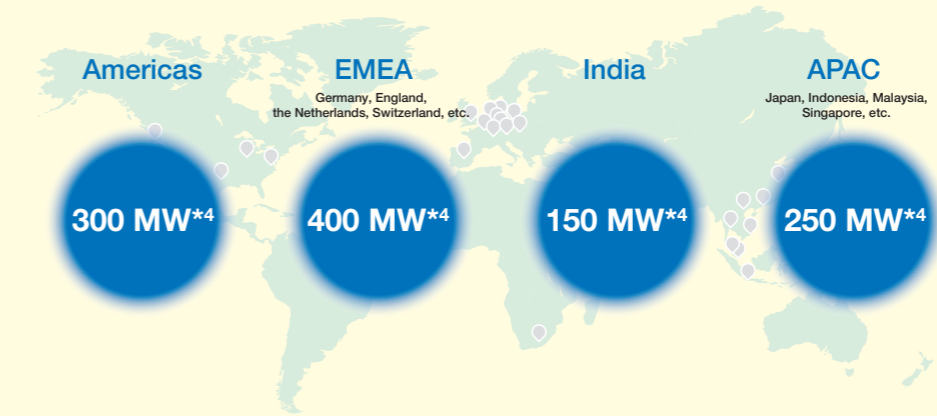 Americas
EMEA
Germany, England,
the Netherlands, Switzerland, etc.
India
APAC
Japan, Indonesia, Malaysia,
Singapore, etc.
300 MW*4
400 MW*4
150 MW*4
250 MW*4